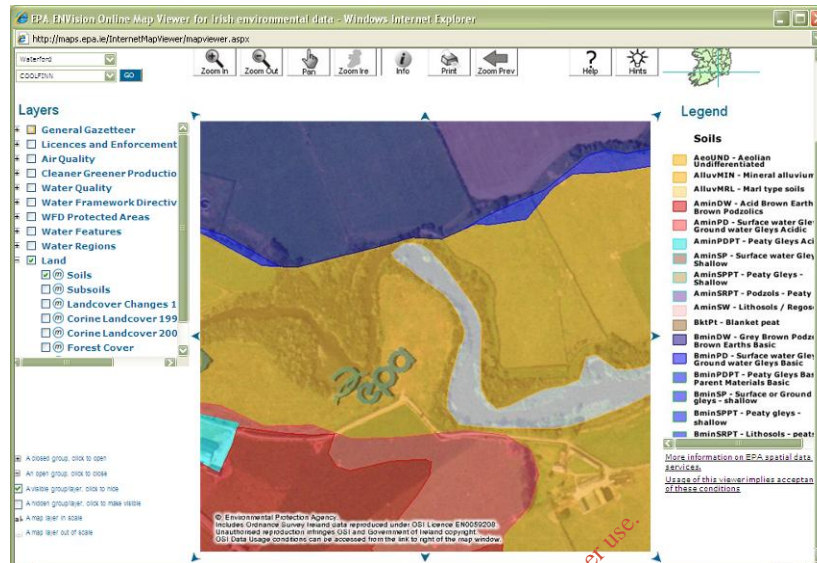 EPA ENVision Online Map Viewer for Irish environmental data - Windows Internet Explorer
http://maps.epa.ie/InternetMapViewer/mapviewer.aspx
Waterford
COOLFINN
GO
Zoom In
Zoom Out
Pan
Zoom Ire
Info
Print
Zoom Prev
Help
Hints
Layers
General Gazetteer
Licences and Enforcement
Air Quality
Cleaner Greener Productio
Water Quality
Water Framework Directiv
WFD Protected Areas
Water Features
Water Regions
Land
Soils
Subsoils
Landcover Changes 1
Corine Landcover 199
Corine Landcover 200
Forest Cover
A closed group, click to open
An open group, click to close
A visible group/layer, click to hide
A hidden group/layer, click to make visible
A map layer in scale
A map layer out of scale
epa
© Environmental Protection Agency
Includes Ordnance Survey Ireland data reproduced under OSI Licence EN0059208
Unauthorised reproduction infringes OSI and Government of Ireland copyright.
OSI Data Usage conditions can be accessed from the link to right of the map window.
er use.
Legend
Soils
AeoUND - Aeolian
Undifferentiated
AlluvMIN - Mineral alluvium
AlluvMRL - Marl type soils
AminDW - Acid Brown Earth
Brown Podzolics
AminPD - Surface water Gley
Ground water Gleys Acidic
AminPDPT - Peaty Gleys Aci
AminSP - Surface water Gley
Shallow
AminSPPT - Peaty Gleys -
Shallow
AminSRPT - Podzols - Peaty
AminSW - Lithosols / Regos
BktPt - Blanket peat
BminDW - Grey Brown Podz
Brown Earths Basic
BminPD - Surface water Gley
Ground water Gleys Basic
BminPDPT - Peaty Gleys Bas
Parent Materials Basic
BminSP - Surface or Ground
gleys - shallow
BminSPPT - Peaty gleys -
shallow
BminSRPT - Lithosols - peats
More information on EPA spatial data
services.
Usage of this viewer implies acceptan
of these conditions